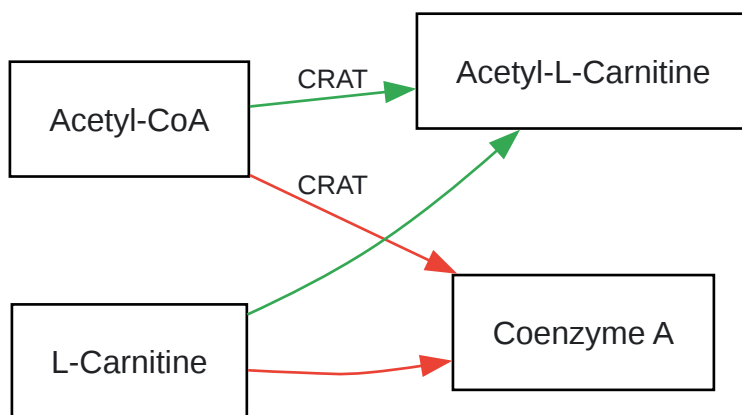 CRAT
Acetyl-L-Carnitine
Acetyl-CoA
CRAT
Coenzyme A
L-Carnitine